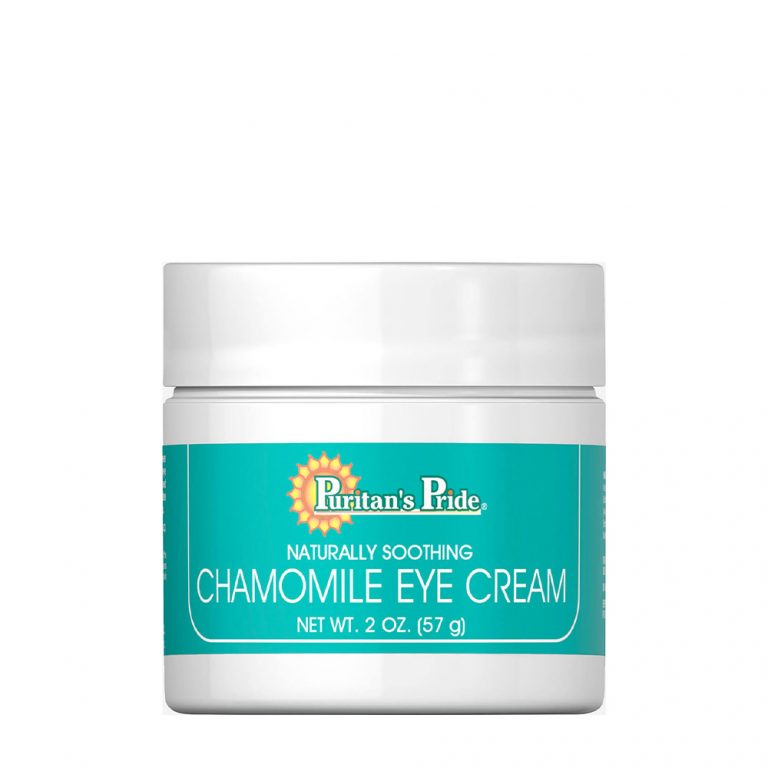 Puritan's Pride®
NATURALLY SOOTHING
CHAMOMILE EYE CREAM
NET WT. 2 OZ. (57 g)